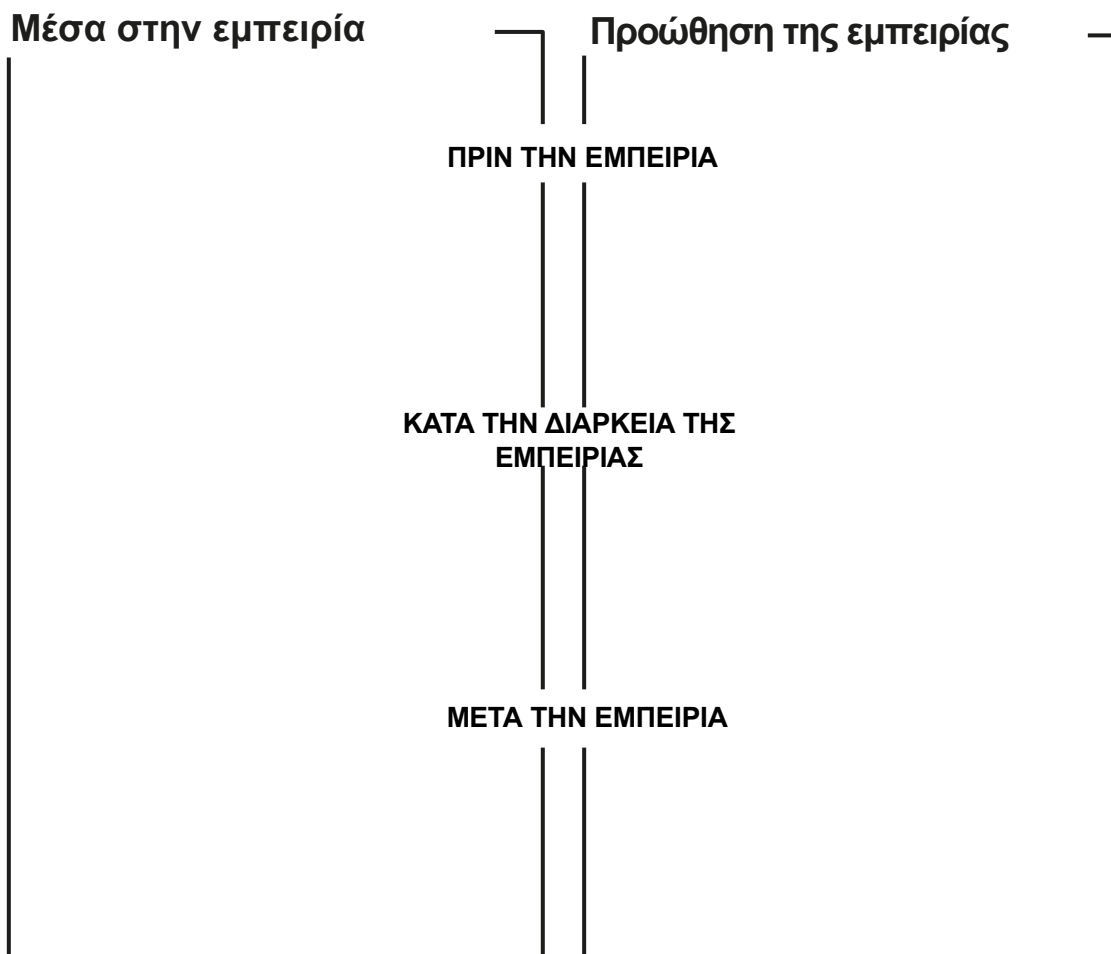 Μέσα στην εμπειρία
Προώθηση της εμπειρίας
ΠΡΙΝ ΤΗΝ ΕΜΠΕΙΡΙΑ
ΚΑΤΑ ΤΗΝ ΔΙΑΡΚΕΙΑ ΤΗΣ
ΕΜΠΕΙΡΙΑΣ
ΜΕΤΑ ΤΗΝ ΕΜΠΕΙΡΙΑ